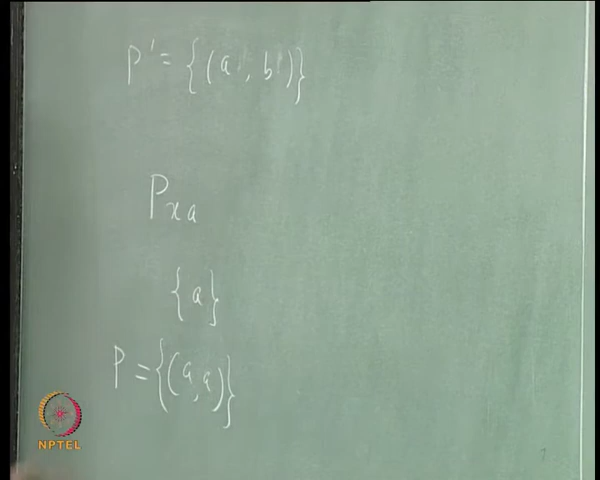 P' = {(a', b')}
Pxa
{a}
P = {(a, a)}
NPTEL